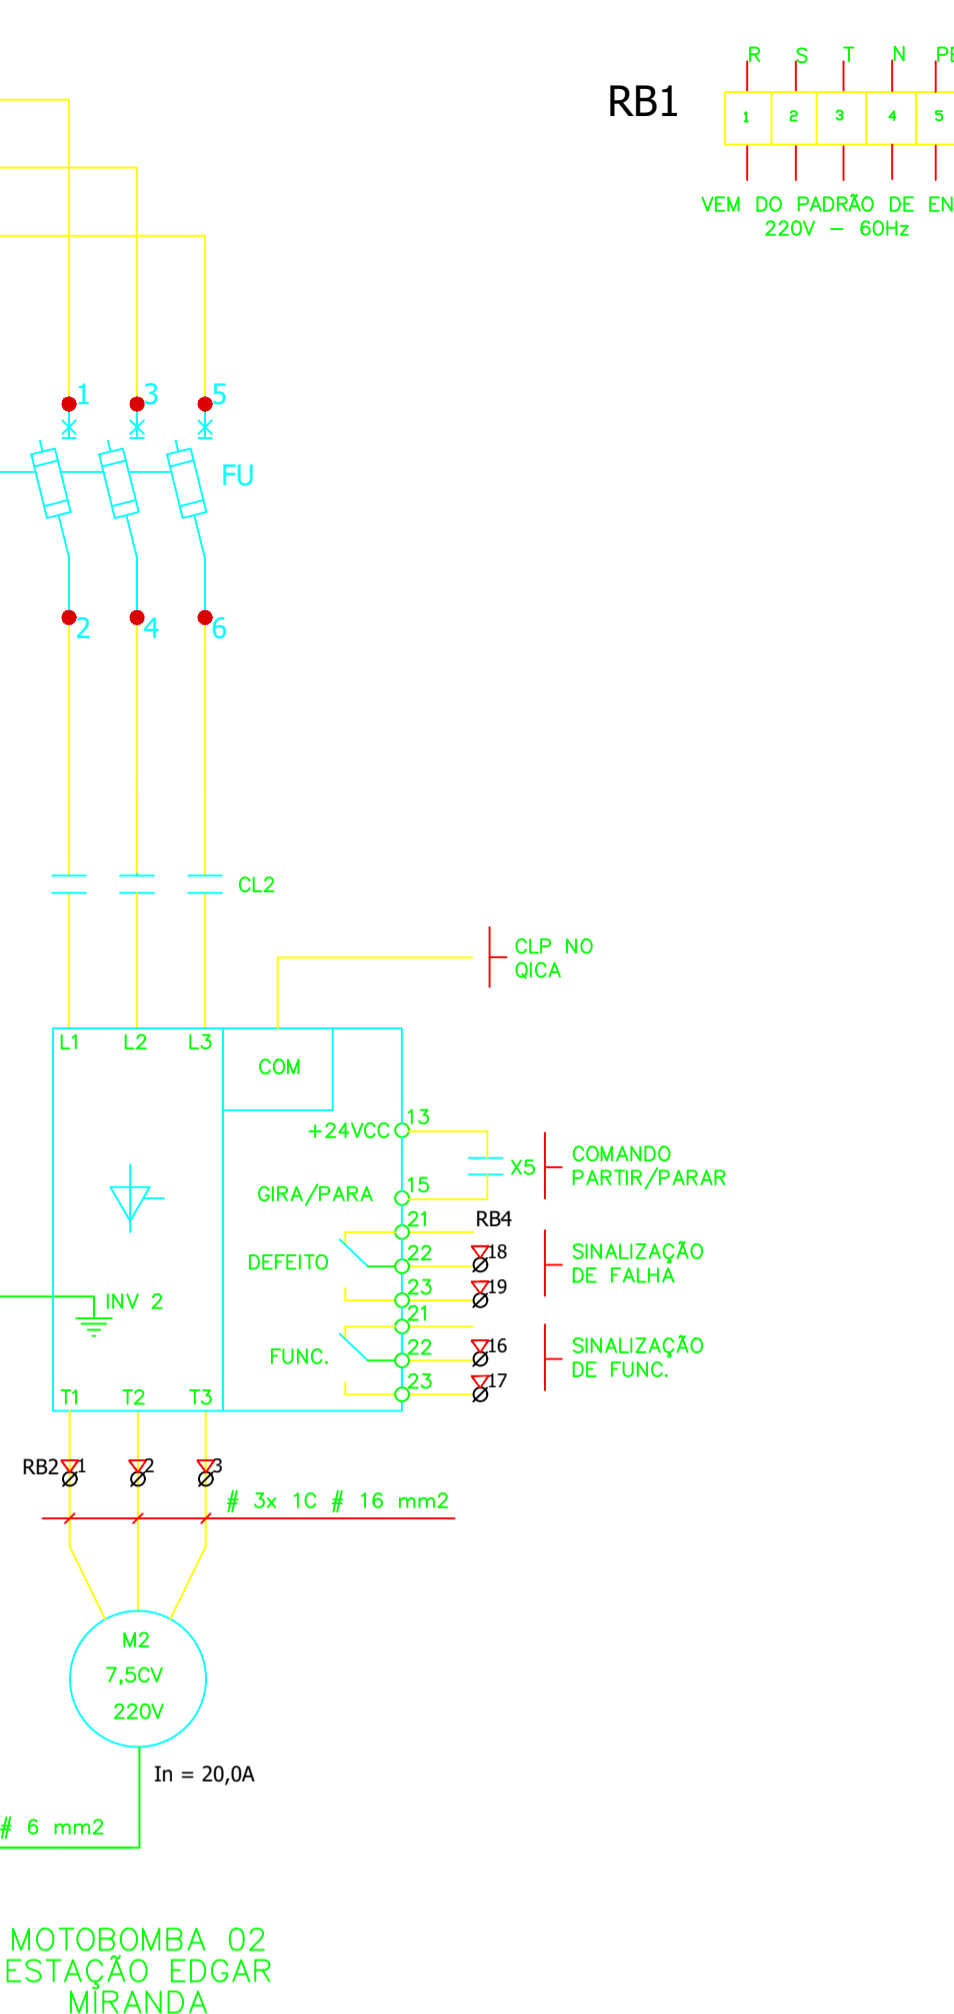 R S T N PE
RB1
1 2 3 4 5
VEM DO PADRÃO DE EN
220V - 60Hz
1 3 5
FU
2 4 6
CL2
CLP NO
QICA
L1 L2 L3
COM
13
+24VCC
X5
COMANDO
PARTIR/PARAR
15
GIRA/PARA
21
RB4
22
18
DEFEITO
SINALIZAÇÃO
DE FALHA
23
19
INV 2
21
22
16
FUNC.
SINALIZAÇÃO
DE FUNC.
23
17
T1 T2 T3
RB2 1 2 3
# 3x 1C # 16 mm2
M2
7,5CV
220V
In = 20,0A
# 6 mm2
MOTOBOMBA 02
ESTAÇÃO EDGAR
MIRANDA